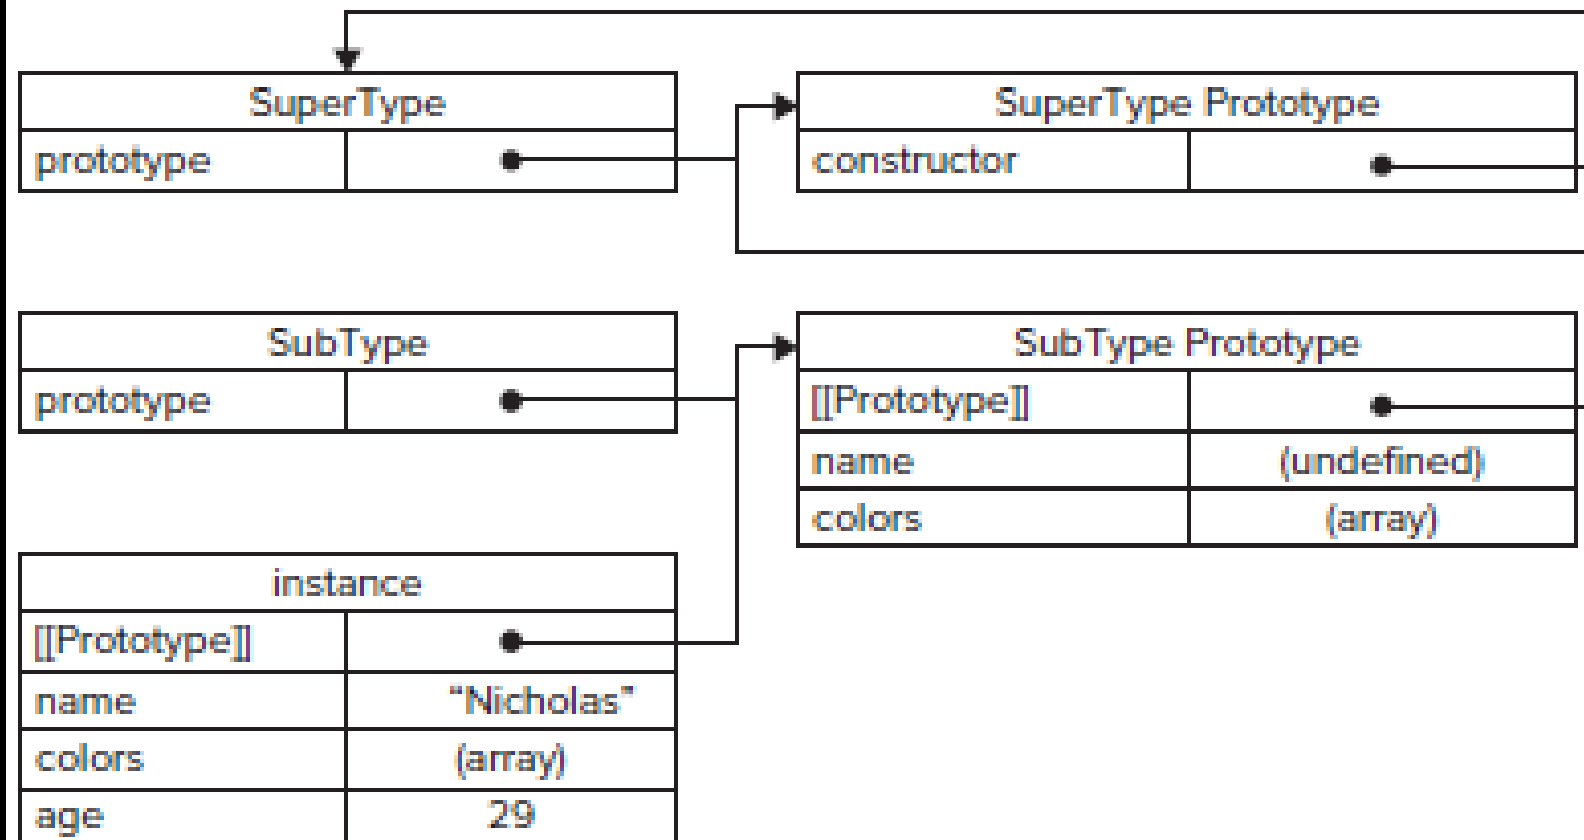 SuperType
prototype
SuperType Prototype
constructor
SubType
prototype
SubType Prototype
[[Prototype]]
name (undefined)
colors (array)
instance
[[Prototype]]
name “Nicholas”
colors (array)
age 29